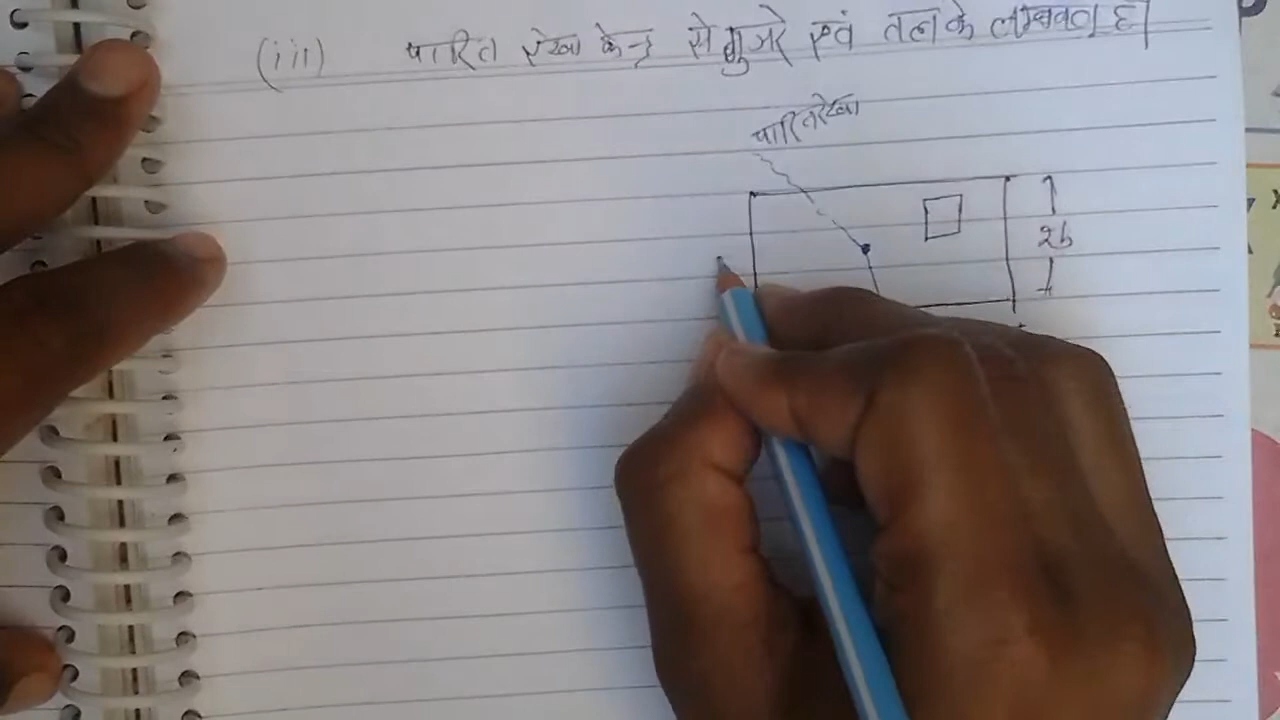 (iii) पारित रेखा केन्द्र से गुजरे एवं तल के लम्बवत् है।
पारित रेखा
2b